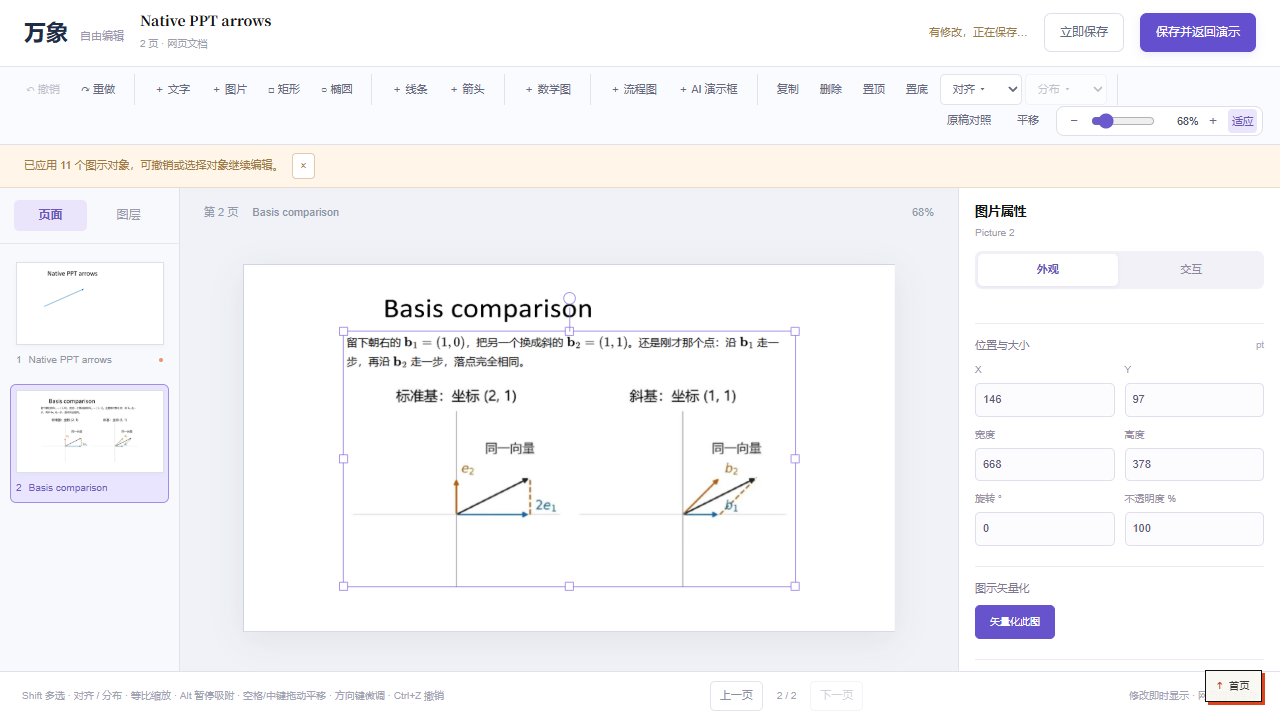 万象 自由编辑
Native PPT arrows
2 页 · 网页文档
有修改，正在保存…
立即保存
保存并返回演示
↶ 撤销 ↷ 重做 + 文字 + 图片 □ 矩形 ○ 椭圆 + 线条 + 箭头 + 数学图 + 流程图 + AI 演示框 复制 删除 置顶 置底 对齐 分布
原稿对照 平移 − 68% + 适应
已应用 11 个图示对象，可撤销或选择对象继续编辑。 ×
页面 图层
Native PPT arrows
1 Native PPT arrows
Basis comparison
2 Basis comparison
第 2 页 Basis comparison 68%
Basis comparison
留下朝右的 b₁ = (1, 0)，把另一个换成斜的 b₂ = (1, 1)。还是刚才那个点：沿 b₁ 走一
步，再沿 b₂ 走一步，落点完全相同。
标准基：坐标 (2, 1) 斜基：坐标 (1, 1)
同一向量 同一向量
e₂ b₂
2e₁ b₁
图片属性
Picture 2
外观 交互
位置与大小 pt
X Y
146 97
宽度 高度
668 378
旋转 ° 不透明度 %
0 100
图示矢量化
矢量化此图
Shift 多选 · 对齐 / 分布 · 等比缩放 · Alt 暂停吸附 · 空格/中键拖动平移 · 方向键微调 · Ctrl+Z 撤销
上一页 2 / 2 下一页
修改即时显示 ·
↑ 首页